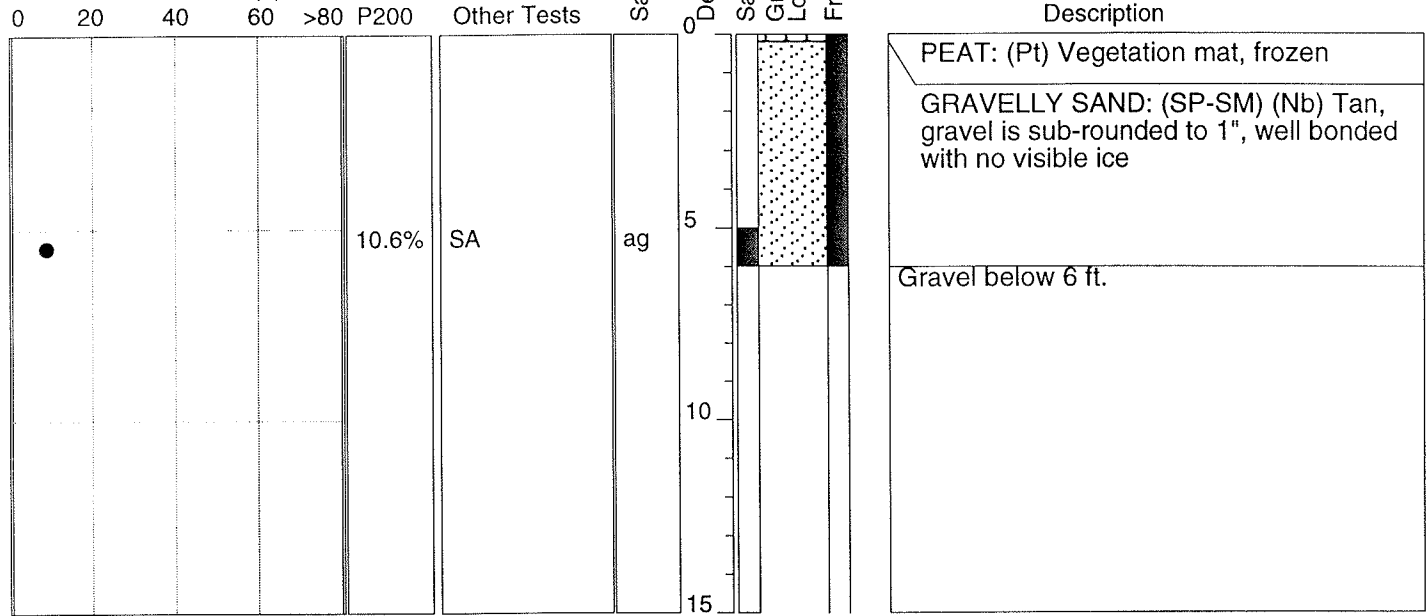 0 20 40 60 >80 P200 Other Tests Description
0
PEAT: (Pt) Vegetation mat, frozen
GRAVELLY SAND: (SP-SM) (Nb) Tan,
gravel is sub-rounded to 1", well bonded
with no visible ice
5
10.6% SA ag
Gravel below 6 ft.
10
15